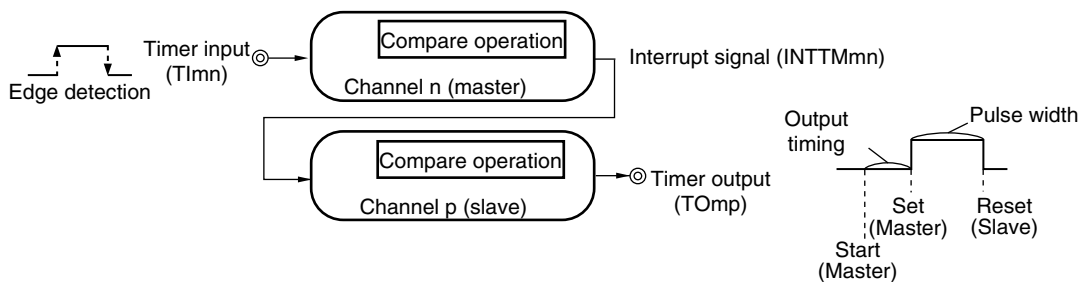 Edge detection
Timer input
(TImn)
Compare operation
Channel n (master)
Interrupt signal (INTTMmn)
Compare operation
Channel p (slave)
Timer output
(TOmp)
Output
timing
Pulse width
Set
(Master)
Reset
(Slave)
Start
(Master)